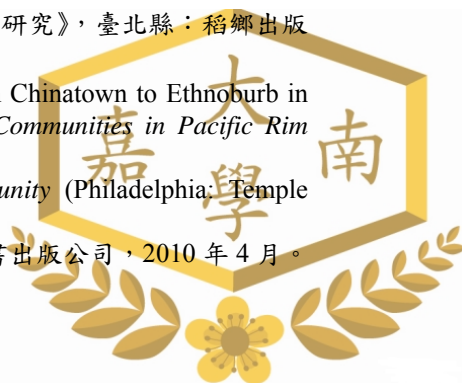 研究》，臺北縣：稻鄉出版
Chinatown to Ethnoburb in
Communities in Pacific Rim
unity (Philadelphia: Temple
出版公司，2010 年 4 月。
大
嘉 南
學